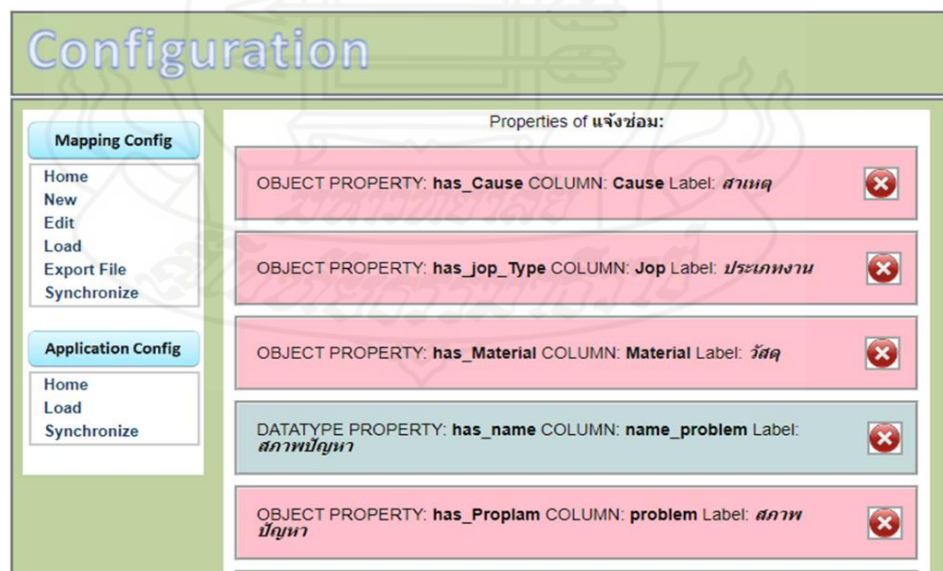 Configuration
Mapping Config
Home
New
Edit
Load
Export File
Synchronize
Application Config
Home
Load
Synchronize
Properties of แจ้งซ่อม:
OBJECT PROPERTY: has_Cause COLUMN: Cause Label: สาเหตุ
OBJECT PROPERTY: has_jop_Type COLUMN: Jop Label: ประเภทงาน
OBJECT PROPERTY: has_Material COLUMN: Material Label: วัสดุ
DATATYPE PROPERTY: has_name COLUMN: name_problem Label:
สภาพปัญหา
OBJECT PROPERTY: has_Proplam COLUMN: problem Label: สภาพ
ปัญหา